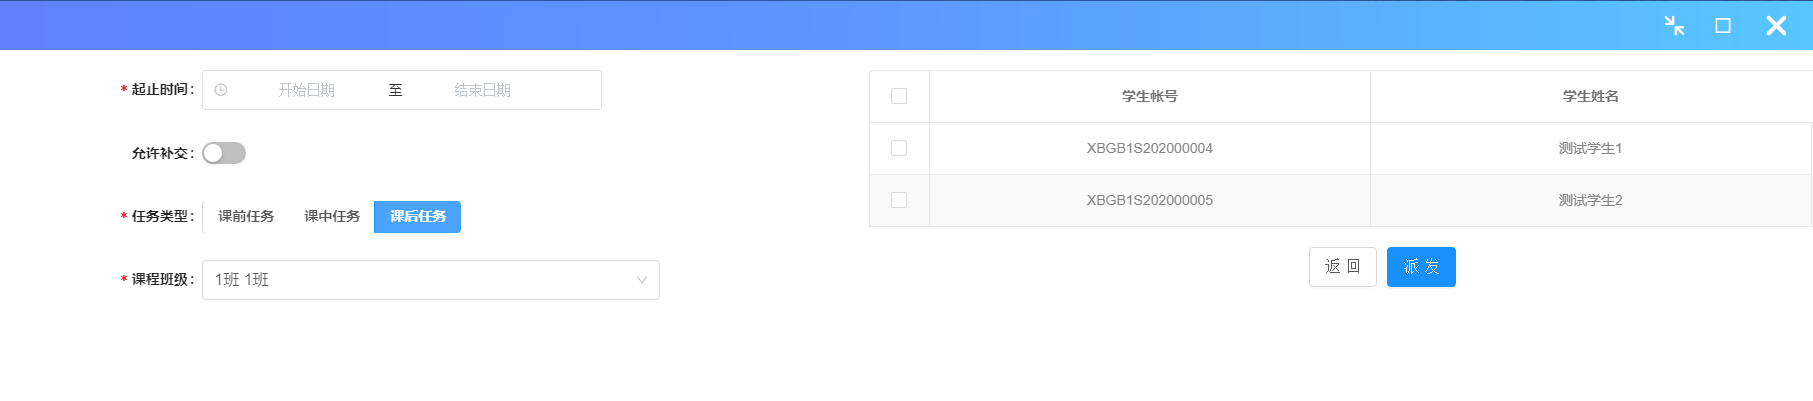 * 起止时间： 开始日期 至 结束日期
允许补交：
* 任务类型： 课前任务 课中任务 课后任务
* 课程班级： 1班 1班
学生帐号 学生姓名
XBGB1S202000004 测试学生1
XBGB1S202000005 测试学生2
返 回 派 发